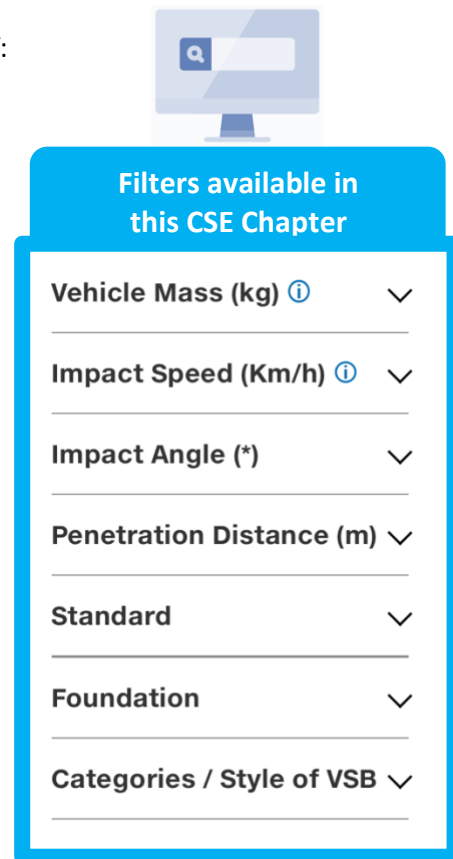 :
Filters available in
this CSE Chapter
Vehicle Mass (kg) ⓘ
Impact Speed (Km/h) ⓘ
Impact Angle (*)
Penetration Distance (m)
Standard
Foundation
Categories / Style of VSB